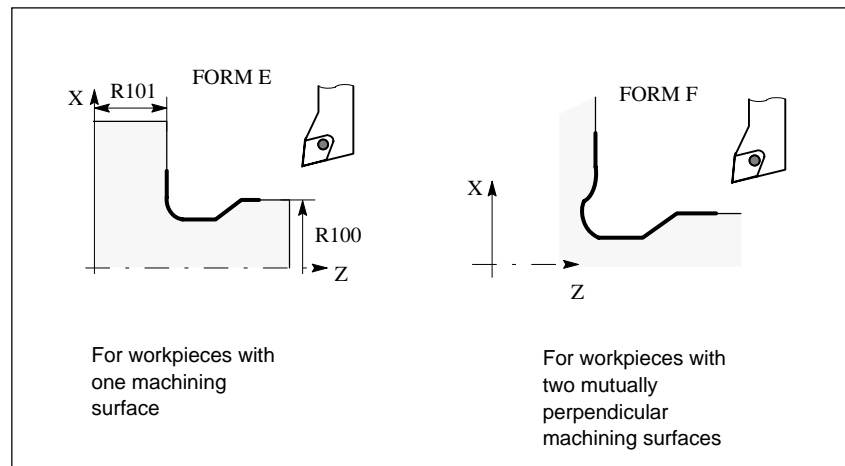 FORM E
X
R101
R100
Z
For workpieces with
one machining
surface
FORM F
X
Z
For workpieces with
two mutually
perpendicular
machining surfaces